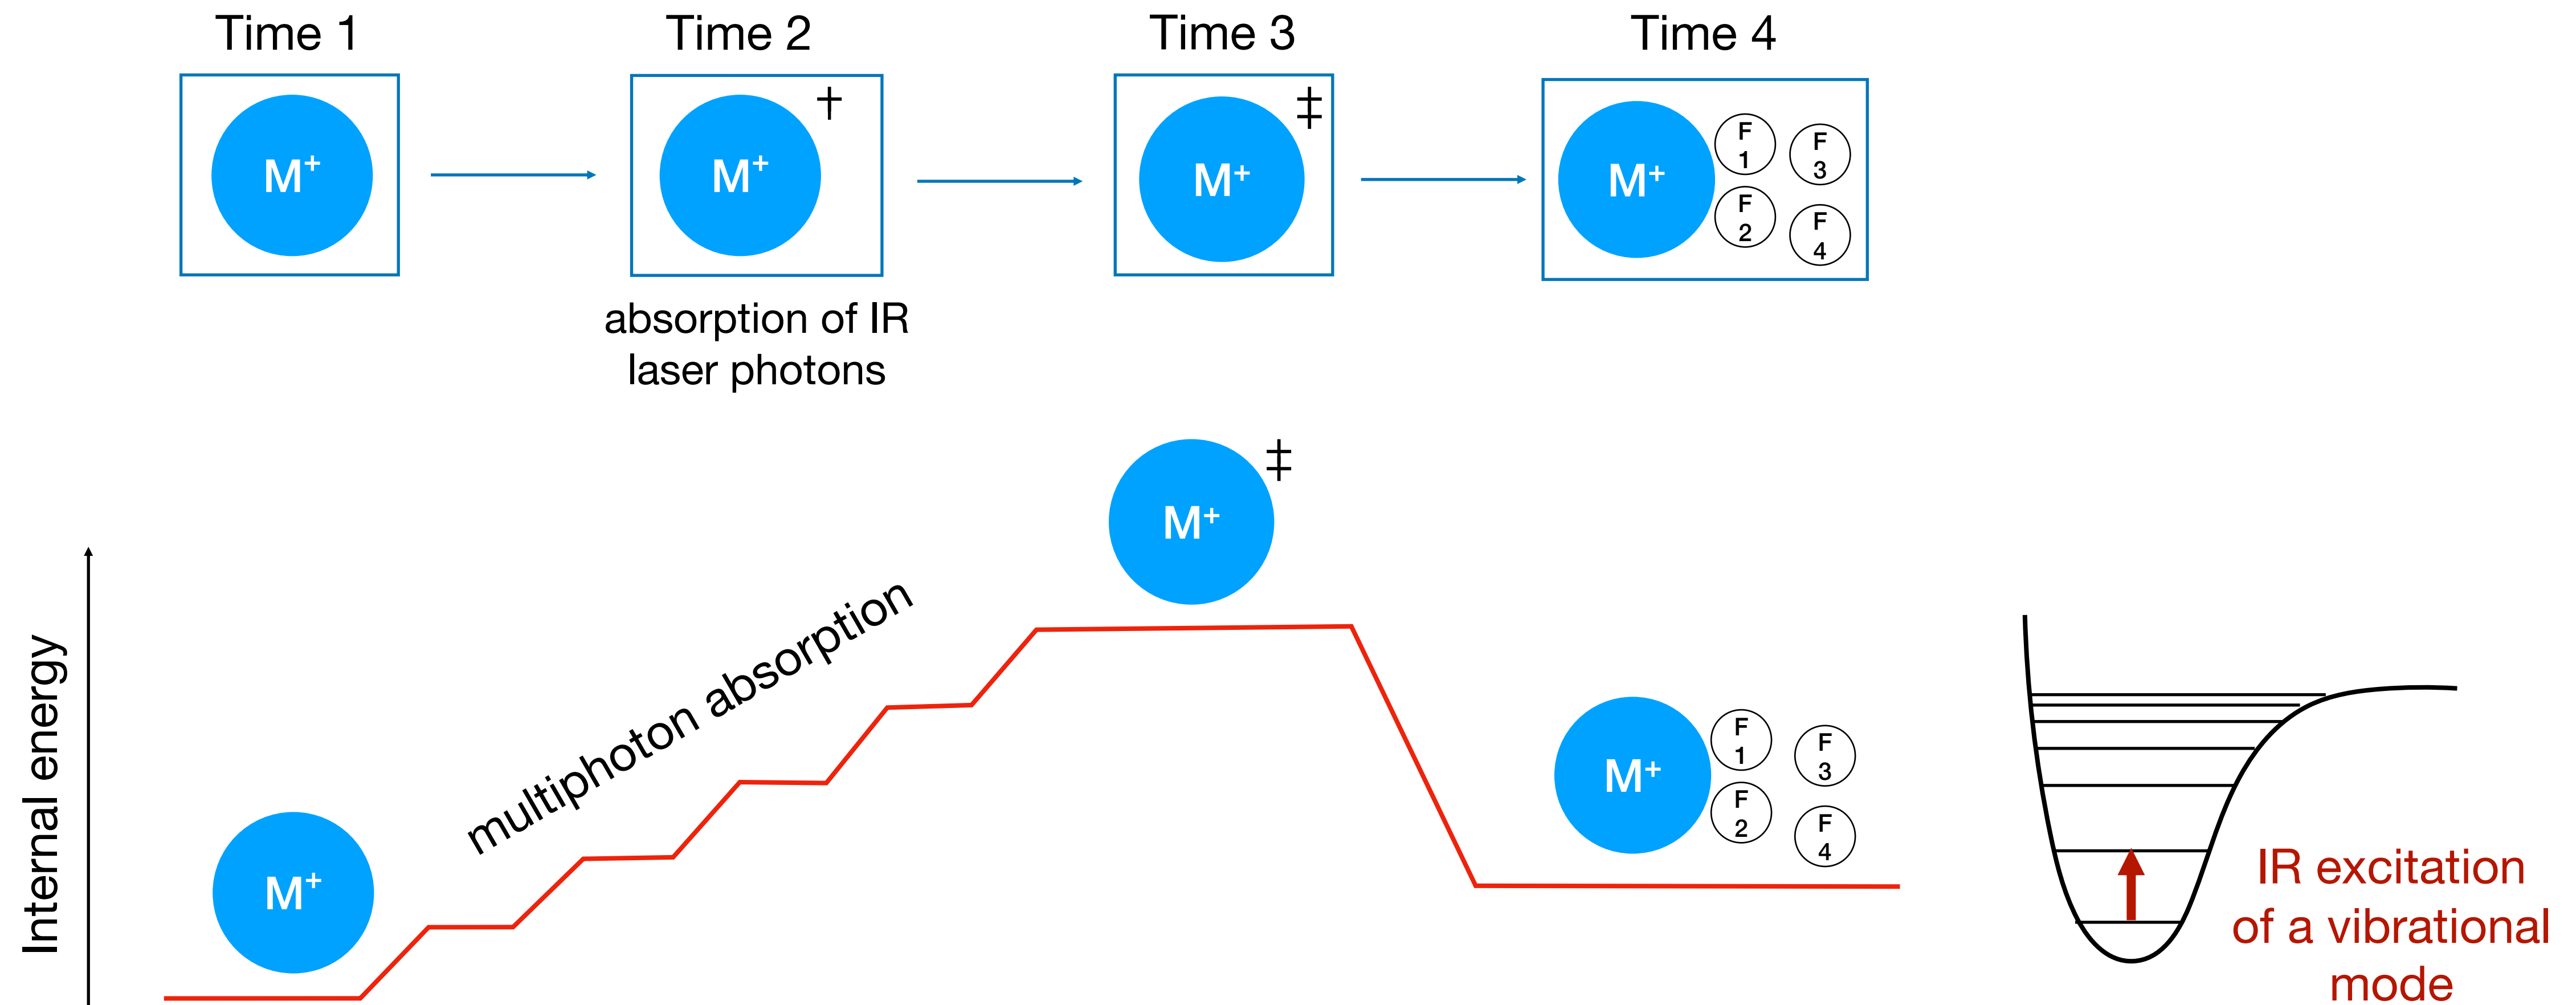 Time 1
Time 2
Time 3
Time 4
M+
†
M+
‡
M+
M+
F
1
F
2
F
3
F
4
absorption of IR
laser photons
‡
M+
multiphoton absorption
Internal energy
M+
M+
F
1
F
2
F
3
F
4
IR excitation
of a vibrational
mode